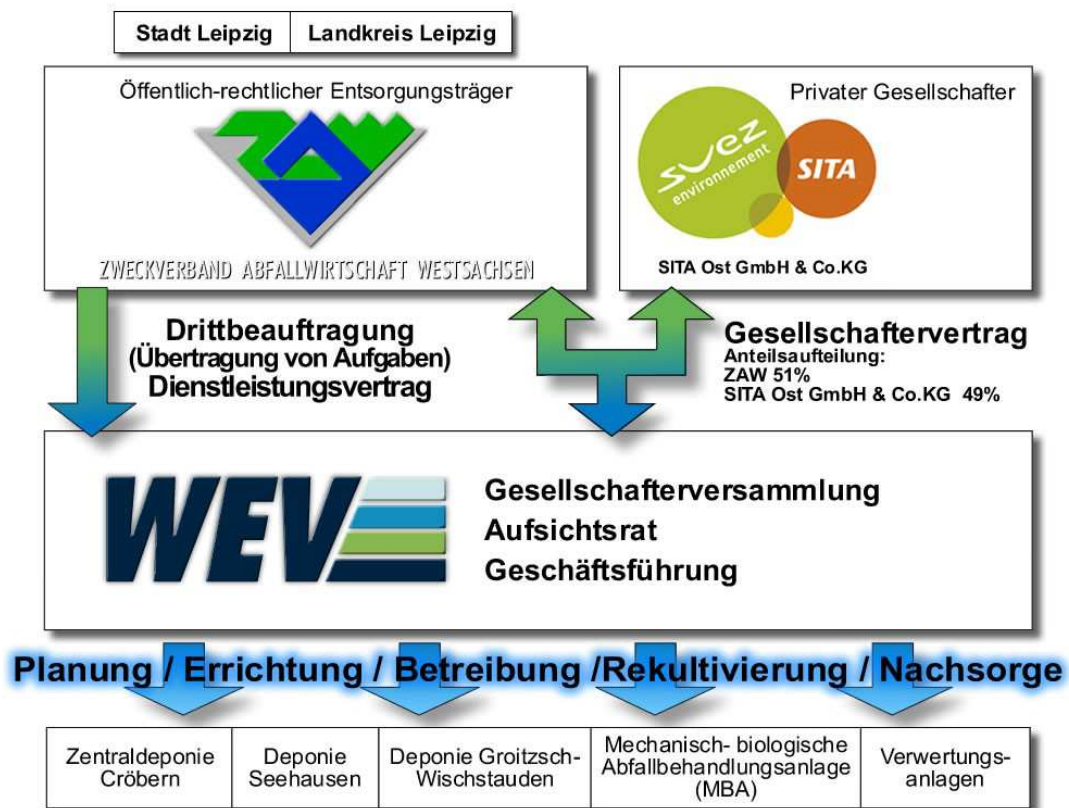 Stadt Leipzig
Landkreis Leipzig
Öffentlich-rechtlicher Entsorgungsträger
ZWECKVERBAND ABFALLWIRTSCHAFT WESTSACHSEN
Privater Gesellschafter
suez
environnement
SITA
SITA Ost GmbH & Co.KG
Drittbeauftragung
(Übertragung von Aufgaben)
Dienstleistungsvertrag
Gesellschaftervertrag
Anteilsaufteilung:
ZAW 51%
SITA Ost GmbH & Co.KG 49%
WEV
Gesellschafterversammlung
Aufsichtsrat
Geschäftsführung
Planung / Errichtung / Betreibung /Rekultivierung / Nachsorge
Zentraldeponie
Cröbern
Deponie
Seehausen
Deponie Groitzsch-
Wischstauden
Mechanisch- biologische
Abfallbehandlungsanlage
(MBA)
Verwertungs-
anlagen